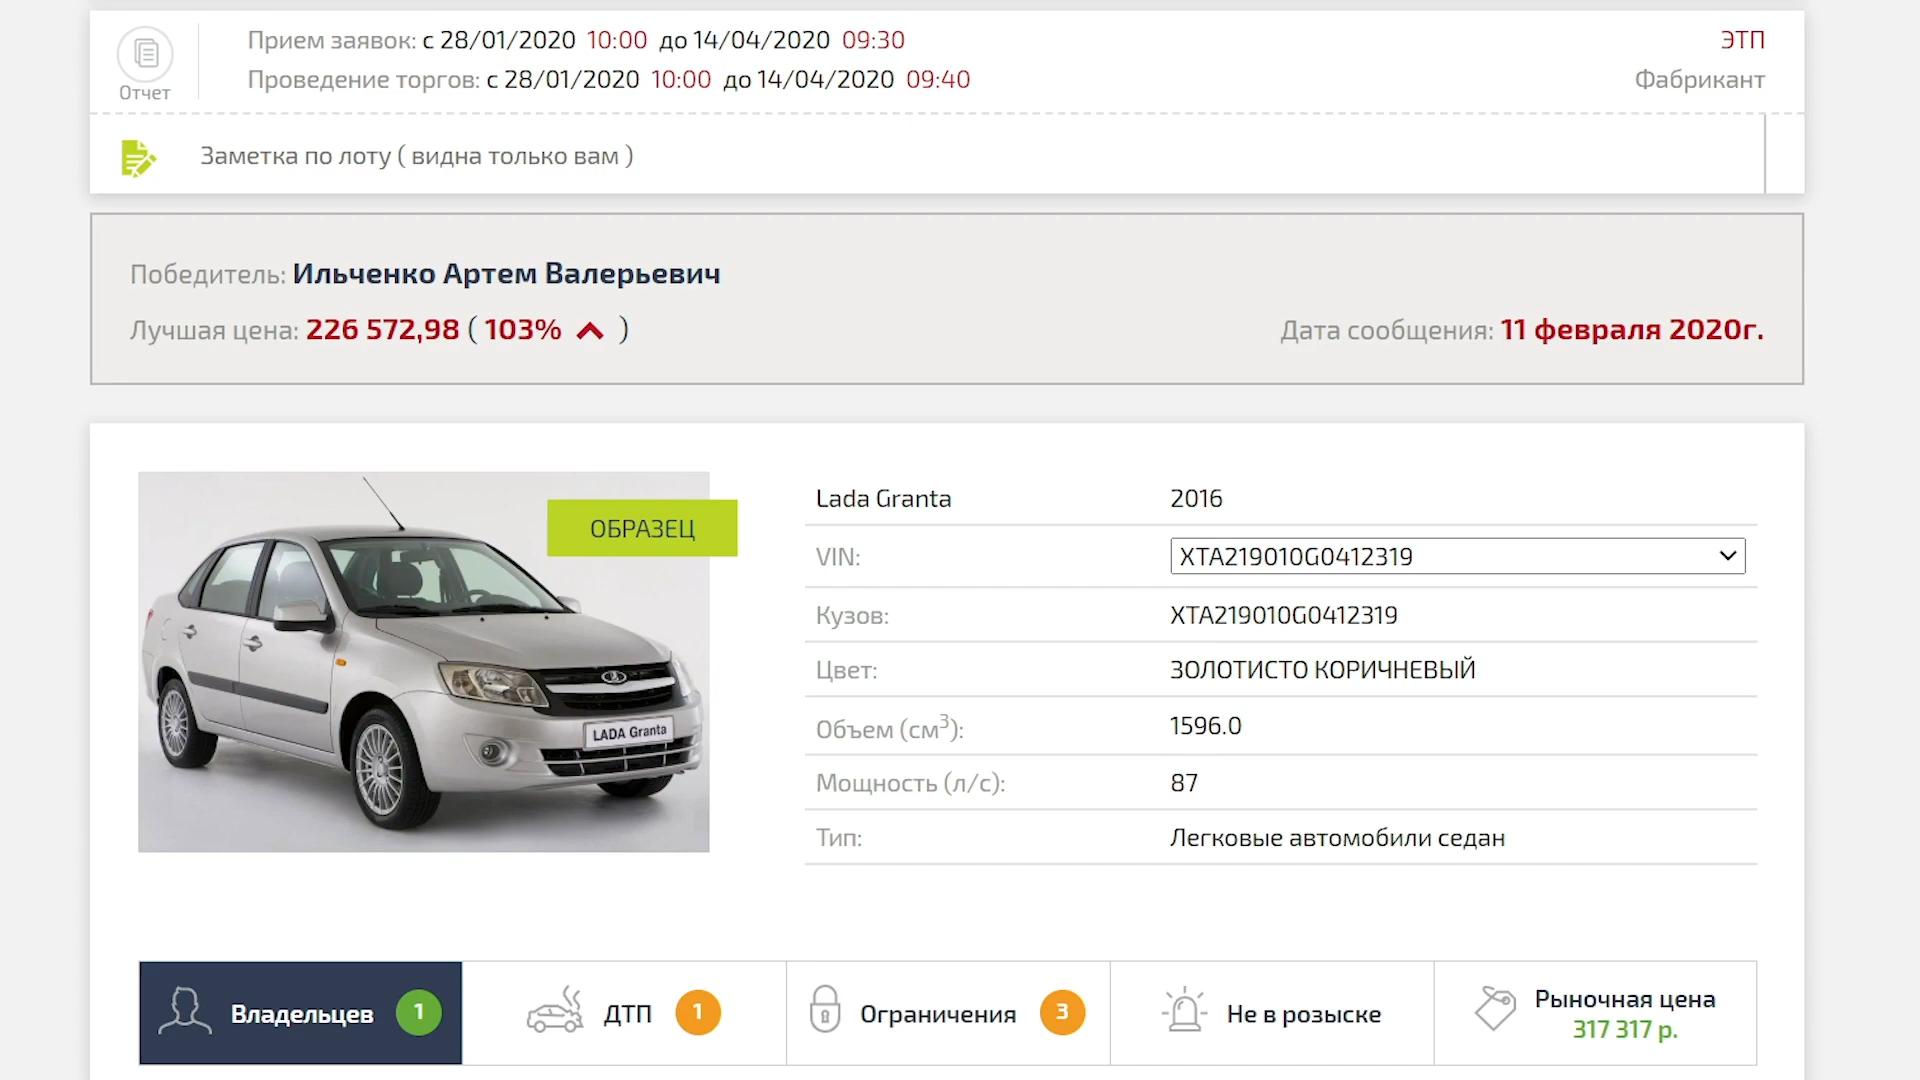 Отчет
Прием заявок: с 28/01/2020 10:00 до 14/04/2020 09:30
ЭТП
Проведение торгов: с 28/01/2020 10:00 до 14/04/2020 09:40
Фабрикант
Заметка по лоту ( видна только вам )
Победитель: Ильченко Артем Валерьевич
Лучшая цена: 226 572,98 ( 103% )
Дата сообщения: 11 февраля 2020г.
ОБРАЗЕЦ
LADA Granta
Lada Granta 2016
VIN: XTA219010G0412319
Кузов: XTA219010G0412319
Цвет: ЗОЛОТИСТО КОРИЧНЕВЫЙ
Объем (см³): 1596.0
Мощность (л/с): 87
Тип: Легковые автомобили седан
Владельцев 1
ДТП 1
Ограничения 3
Не в розыске
Рыночная цена
317 317 р.